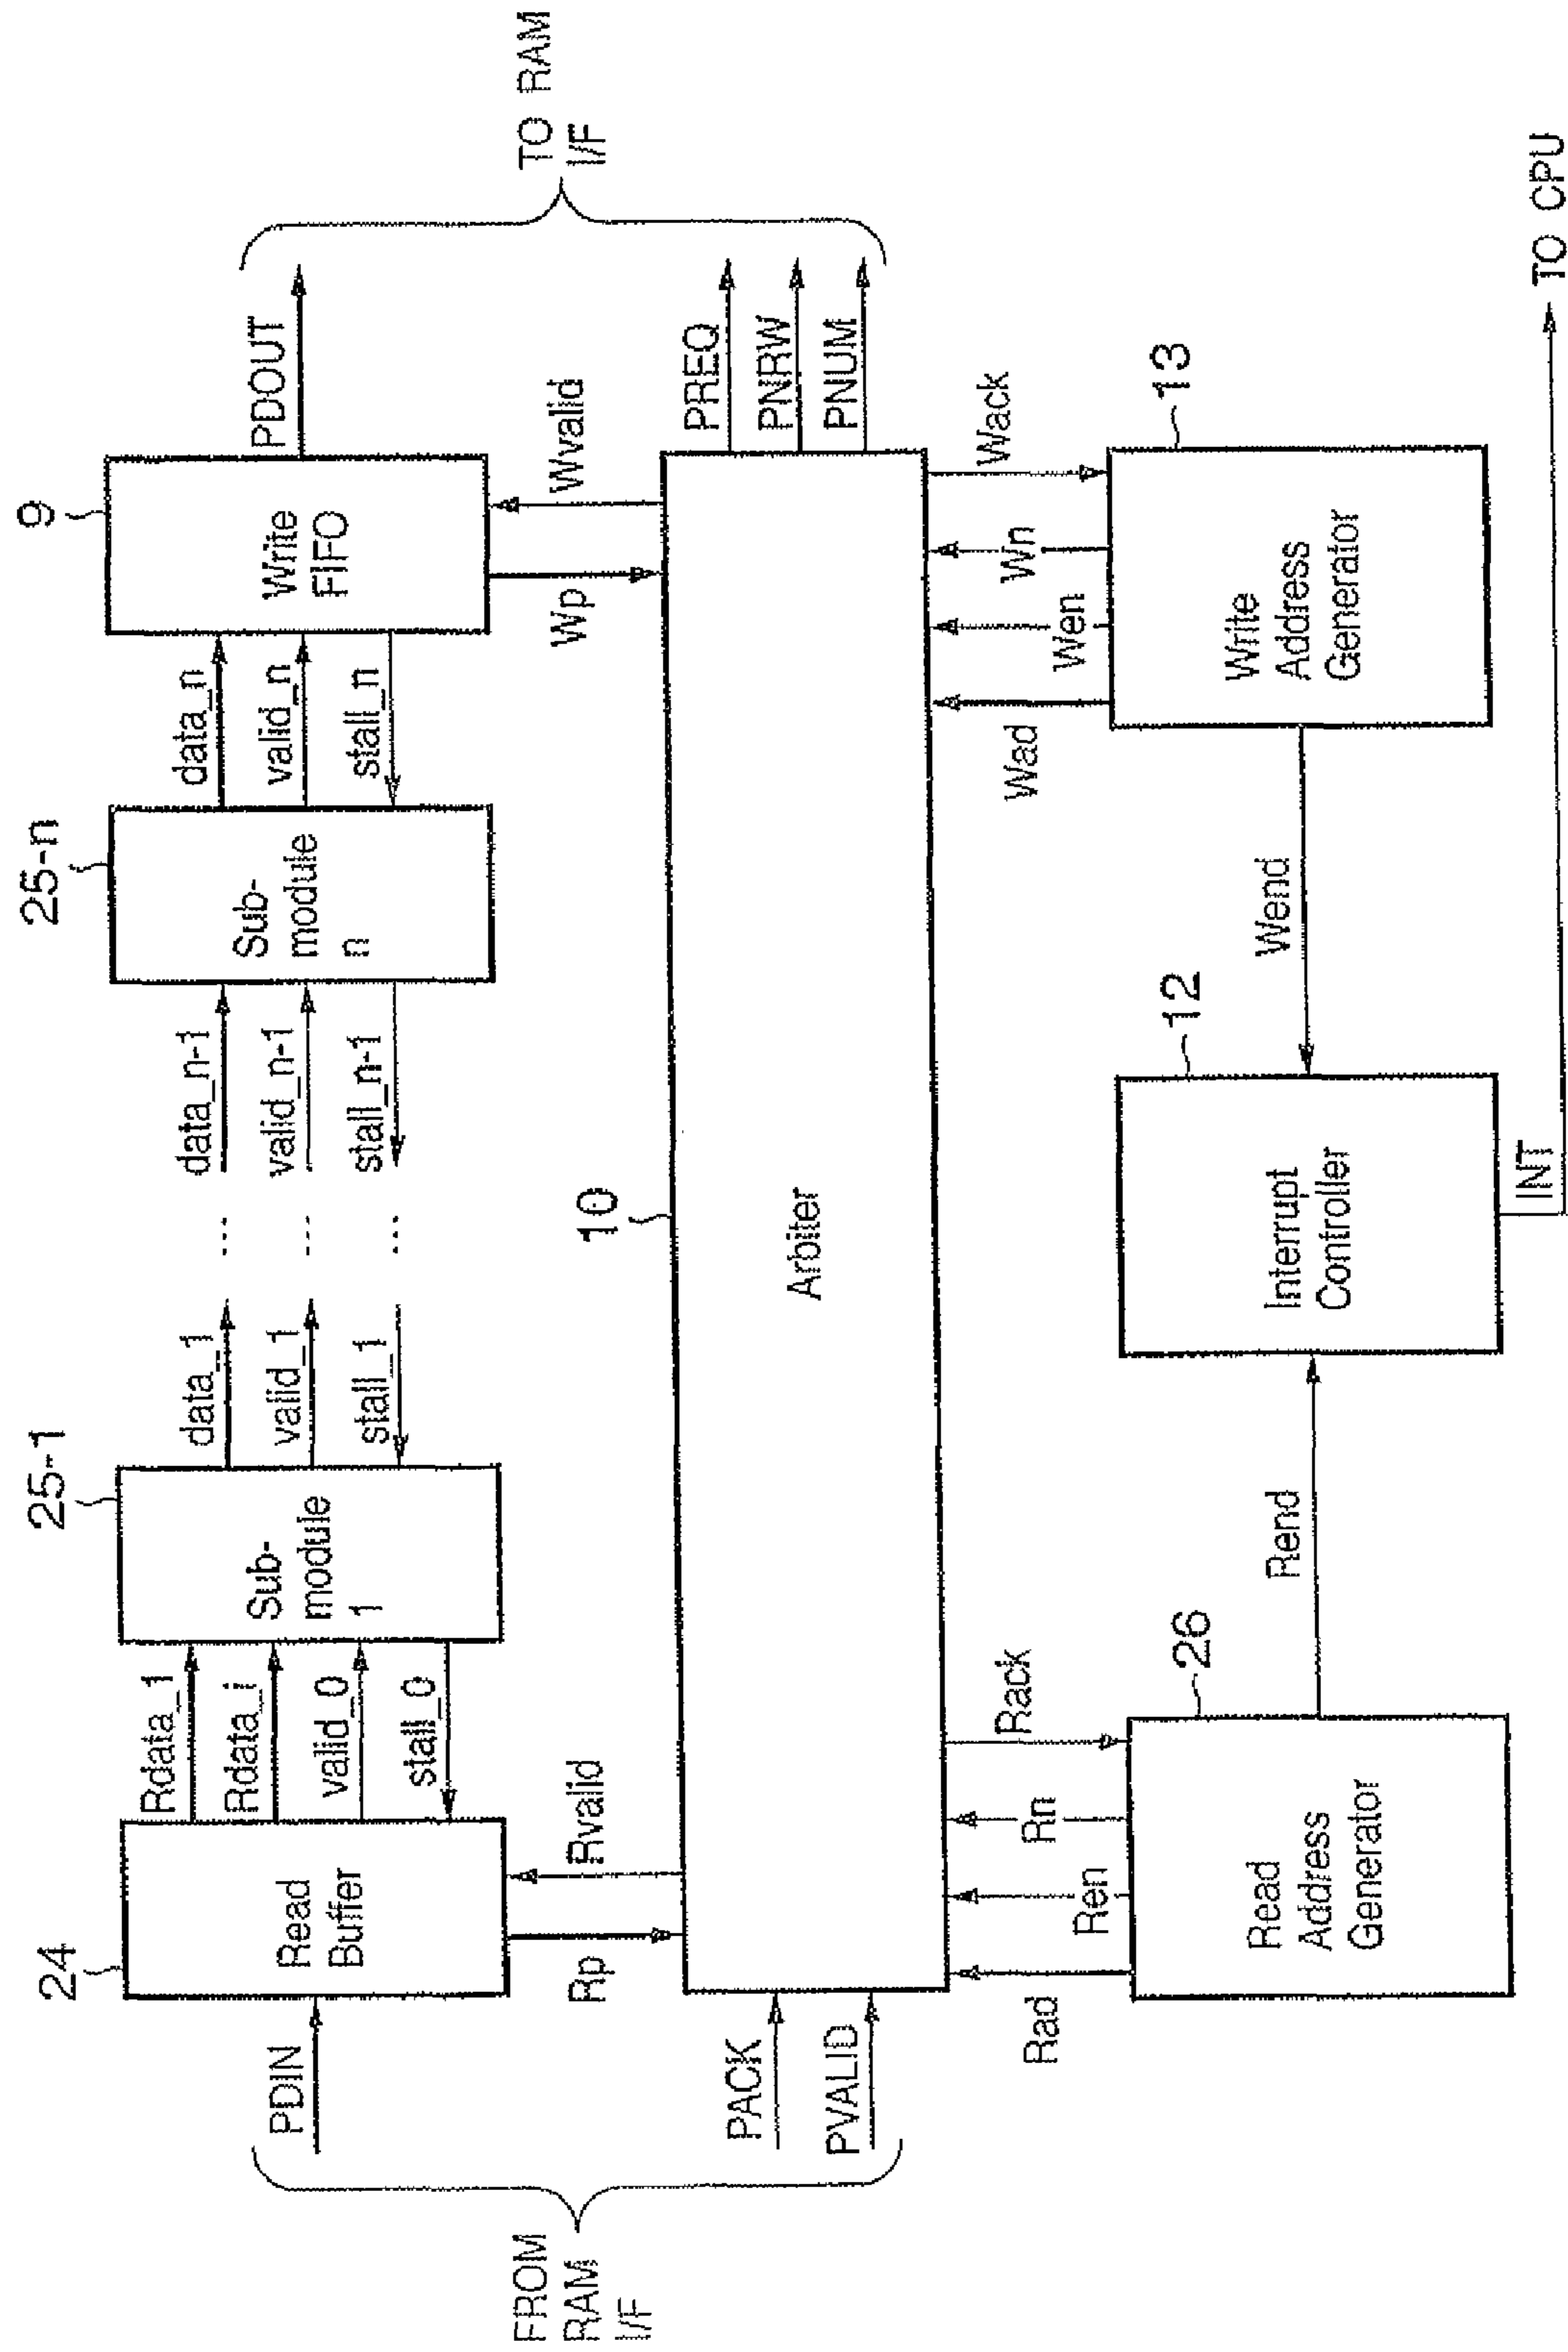 24
Read
Buffer
PDIN
Rdata_1
Rdata_i
valid_0
stall_0
25-1
Sub-
module
1
data_1
valid_1
stall_1
...
...
...
data_n-1
valid_n-1
stall_n-1
25-n
Sub-
module
n
data_n
valid_n
stall_n
9
Write
FIFO
PDOUT
FROM
RAM
I/F
TO RAM
I/F
Rp
Rvalid
Wp
Wvalid
PACK
PVALID
10
Arbiter
PREQ
PNRW
PNUM
Rad
Ren
Rn
Rack
Wad
Wen
Wn
Wack
26
Read
Address
Generator
Rend
12
Interrupt
Controller
Wend
13
Write
Address
Generator
INT
TO CPU